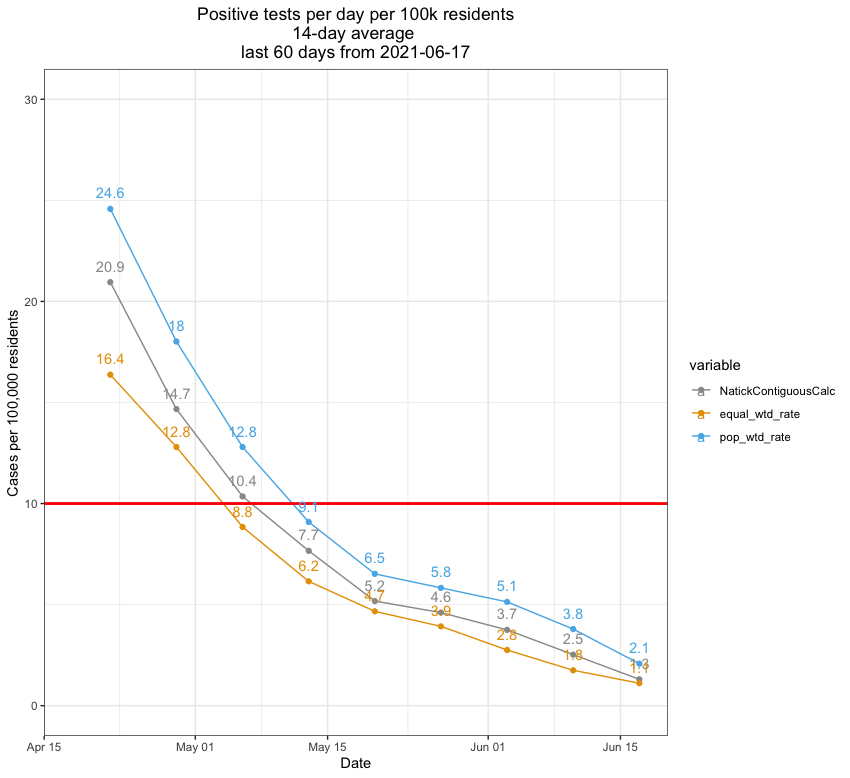 Positive tests per day per 100k residents
14-day average
last 60 days from 2021-06-17
Cases per 100,000 residents
30
20
10
0
24.6
20.9
16.4
18
14.7
12.8
12.8
10.4
8.8
9.1
7.7
6.2
6.5
5.2
4.7
5.8
4.6
3.9
5.1
3.7
2.8
3.8
2.5
1.8
2.1
1.3
1.1
Apr 15
May 01
May 15
Jun 01
Jun 15
Date
variable
a NatickContiguousCalc
a equal_wtd_rate
a pop_wtd_rate